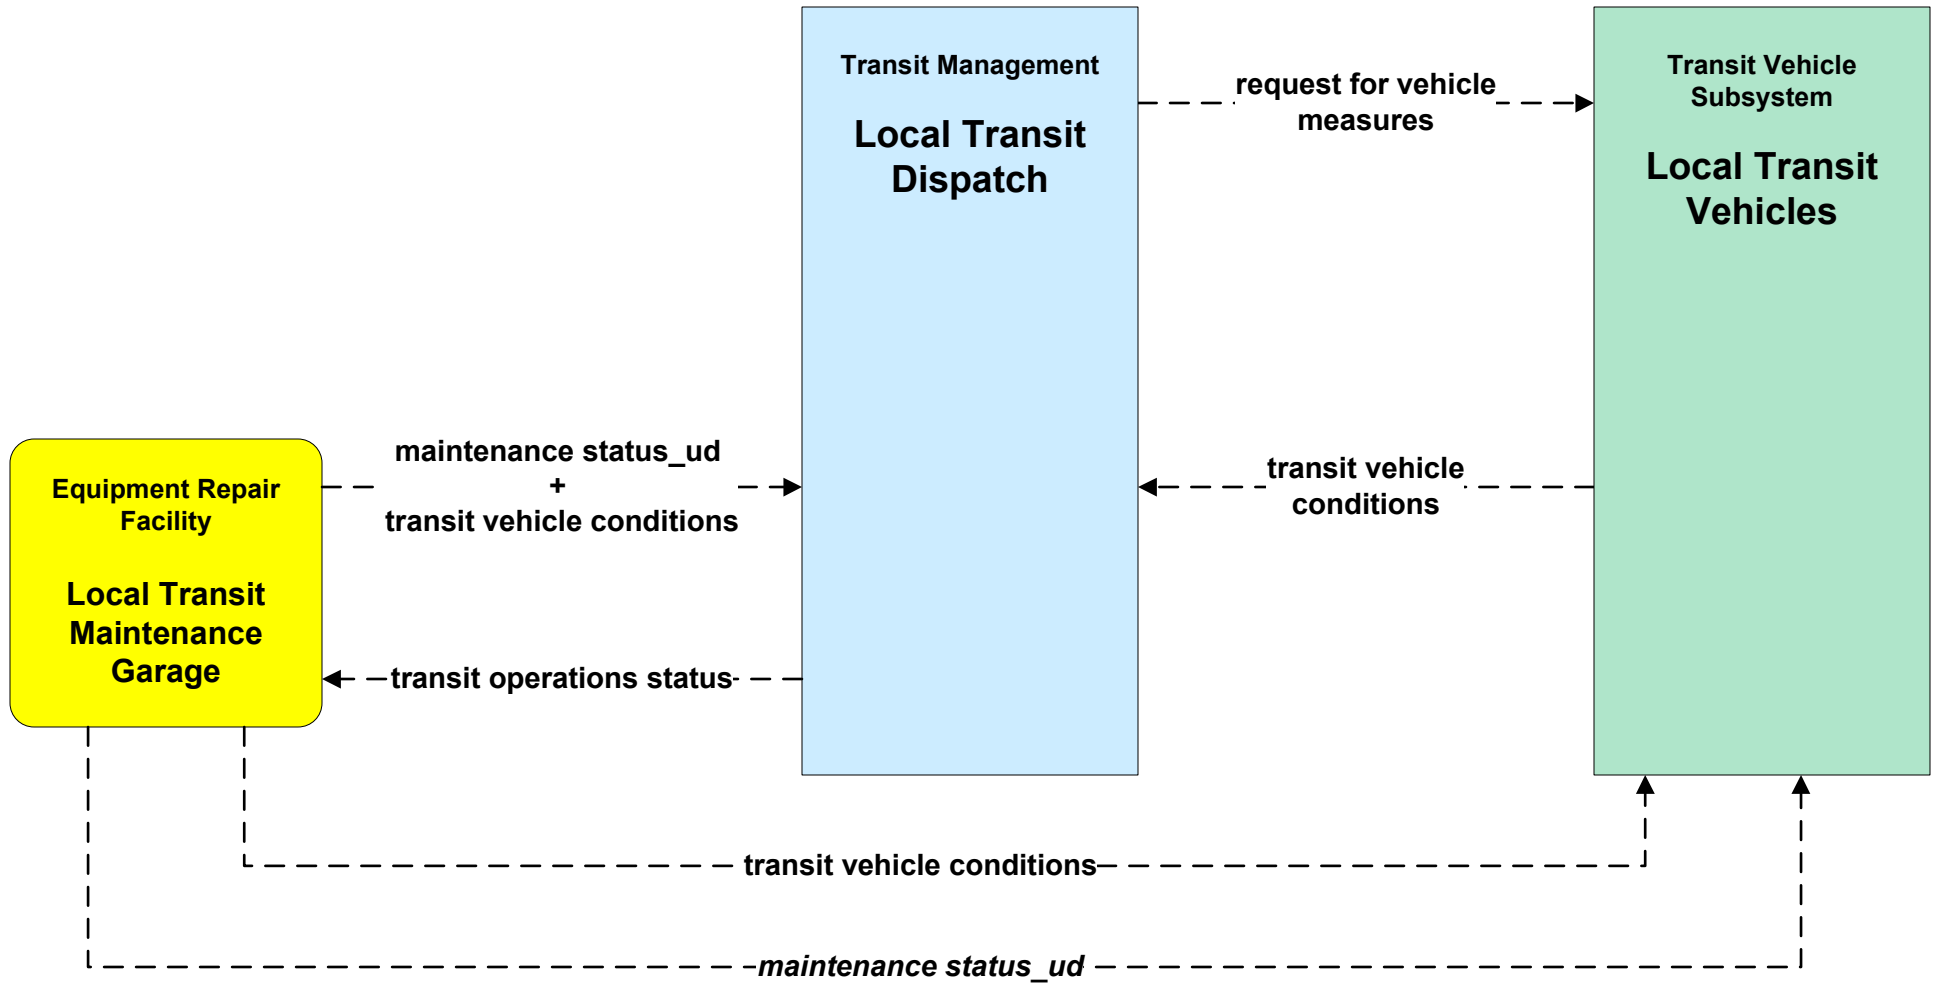 Transit Management
Local Transit
Dispatch
request for vehicle
measures
Transit Vehicle
Subsystem
Local Transit
Vehicles
Equipment Repair
Facility
Local Transit
Maintenance
Garage
maintenance status_ud
+
transit vehicle conditions
transit vehicle
conditions
transit operations status
transit vehicle conditions
maintenance status_ud